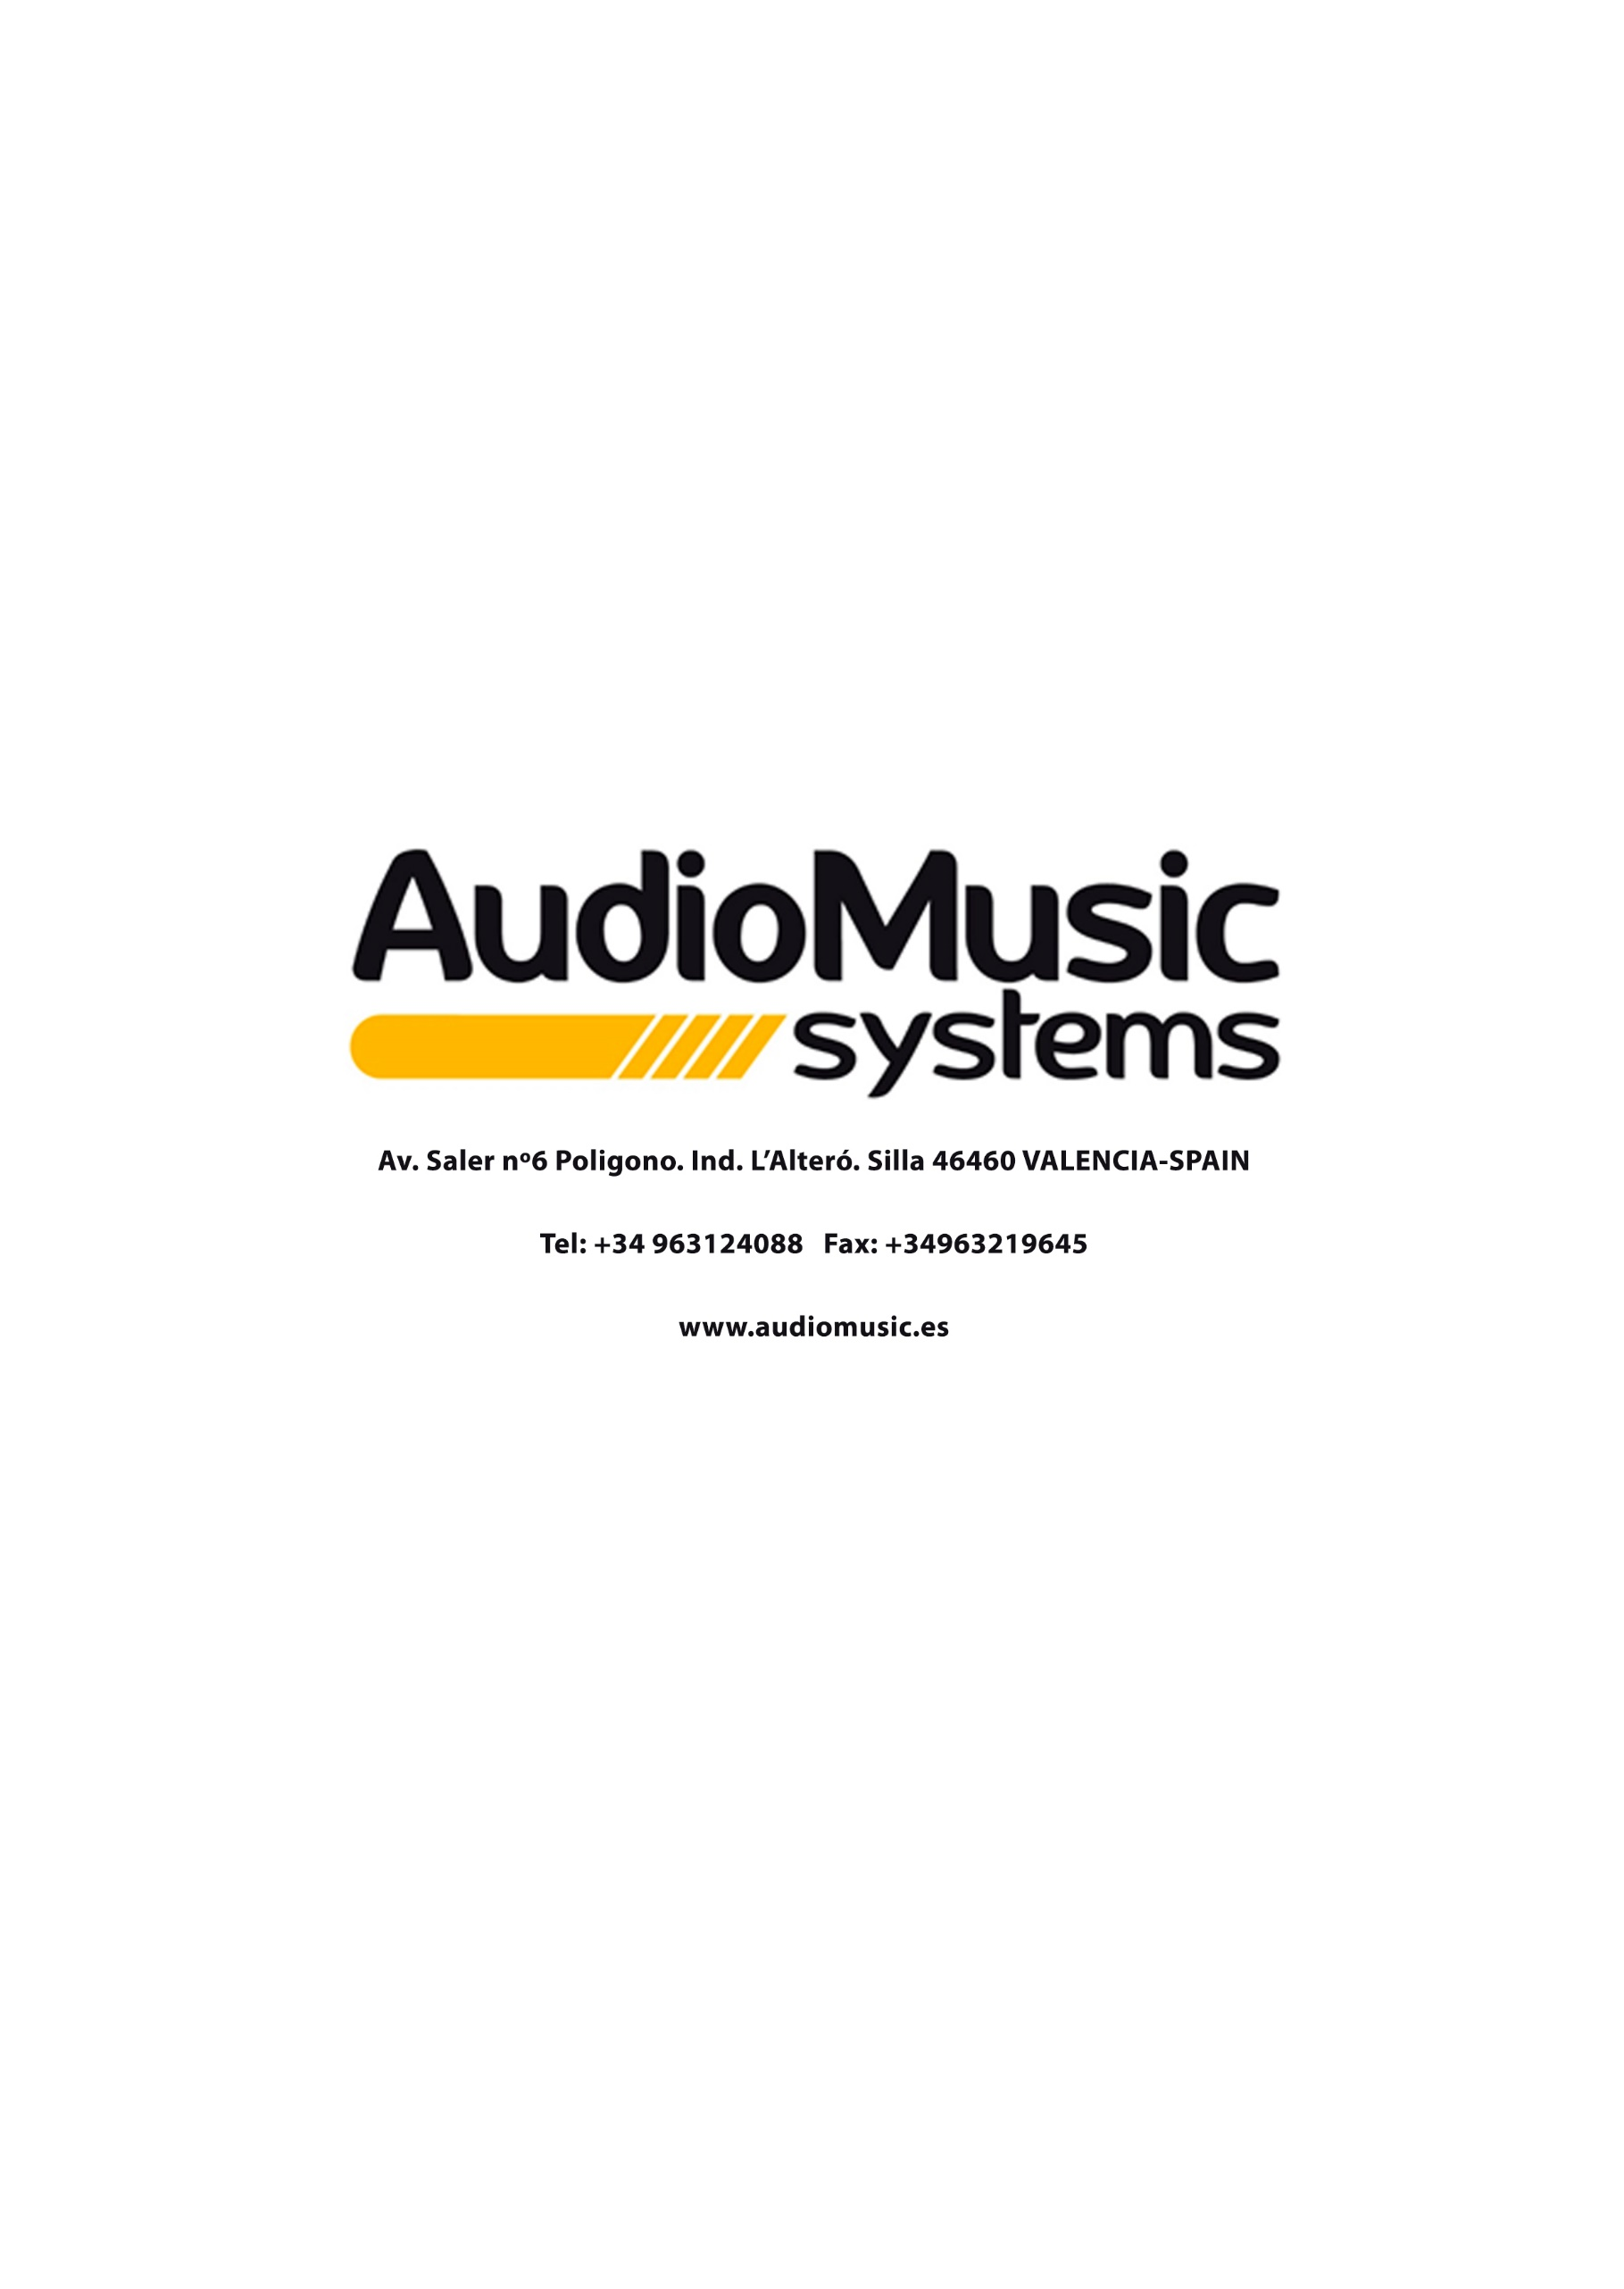 AudioMusic
systems
Av. Saler nº6 Poligono. Ind. L’Alteró. Silla 46460 VALENCIA-SPAIN
Tel: +34 963124088   Fax: +34963219645
www.audiomusic.es